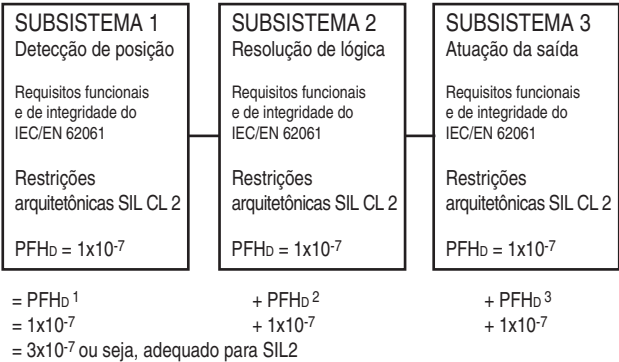 SUBSISTEMA 1
Detecção de posição
Requisitos funcionais
e de integridade do
IEC/EN 62061
Restrições
arquitetônicas SIL CL 2
PFHD = 1x10-7
SUBSISTEMA 2
Resolução de lógica
Requisitos funcionais
e de integridade do
IEC/EN 62061
Restrições
arquitetônicas SIL CL 2
PFHD = 1x10-7
SUBSISTEMA 3
Atuação da saída
Requisitos funcionais
e de integridade do
IEC/EN 62061
Restrições
arquitetônicas SIL CL 2
PFHD = 1x10-7
= PFHD 1 + PFHD 2 + PFHD 3
= 1x10-7 + 1x10-7 + 1x10-7
= 3x10-7 ou seja, adequado para SIL2